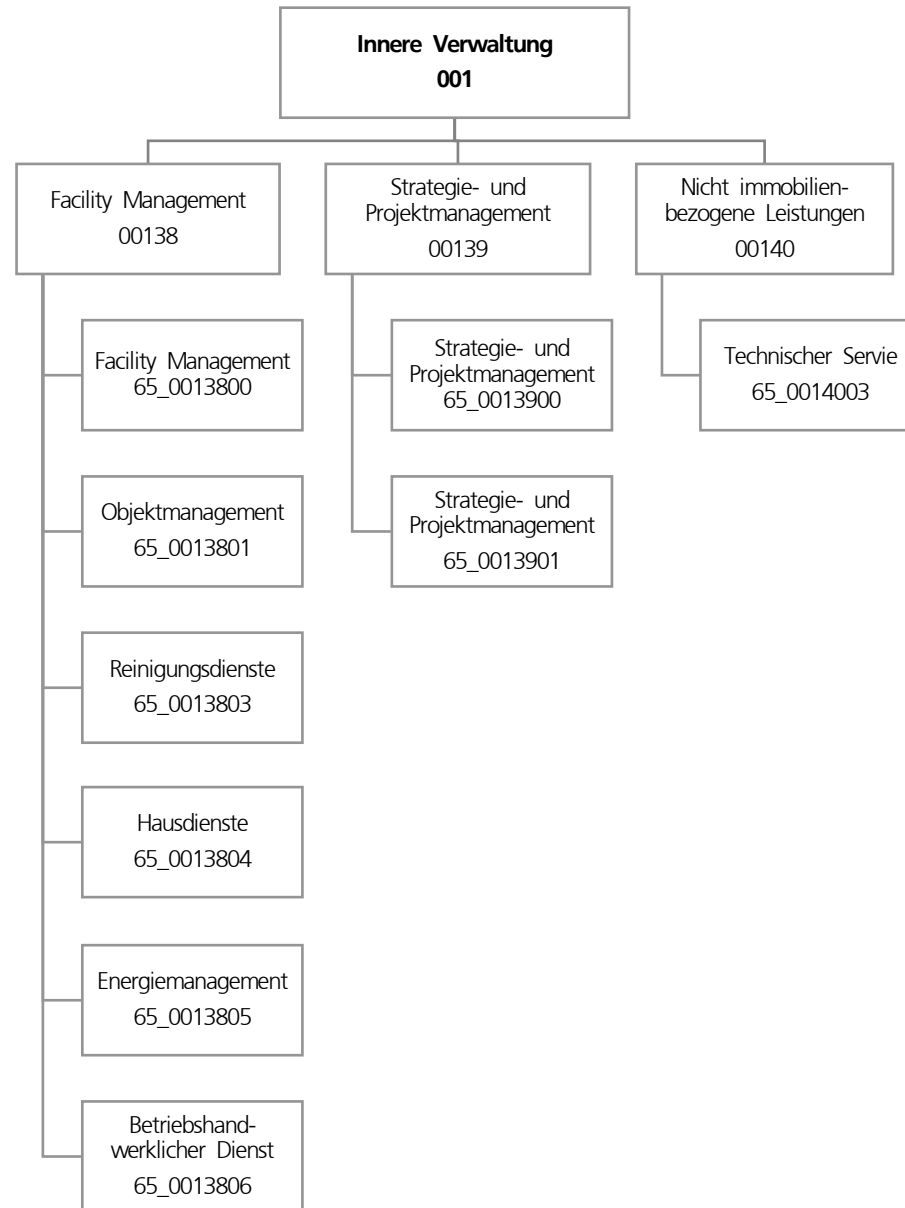 Innere Verwaltung
001
Facility Management
00138
Strategie- und
Projektmanagement
00139
Nicht immobilien-
bezogene Leistungen
00140
Facility Management
65_0013800
Objektmanagement
65_0013801
Reinigungsdienste
65_0013803
Hausdienste
65_0013804
Energiemanagement
65_0013805
Betriebshand-
werklicher Dienst
65_0013806
Strategie- und
Projektmanagement
65_0013900
Strategie- und
Projektmanagement
65_0013901
Technischer Servie
65_0014003